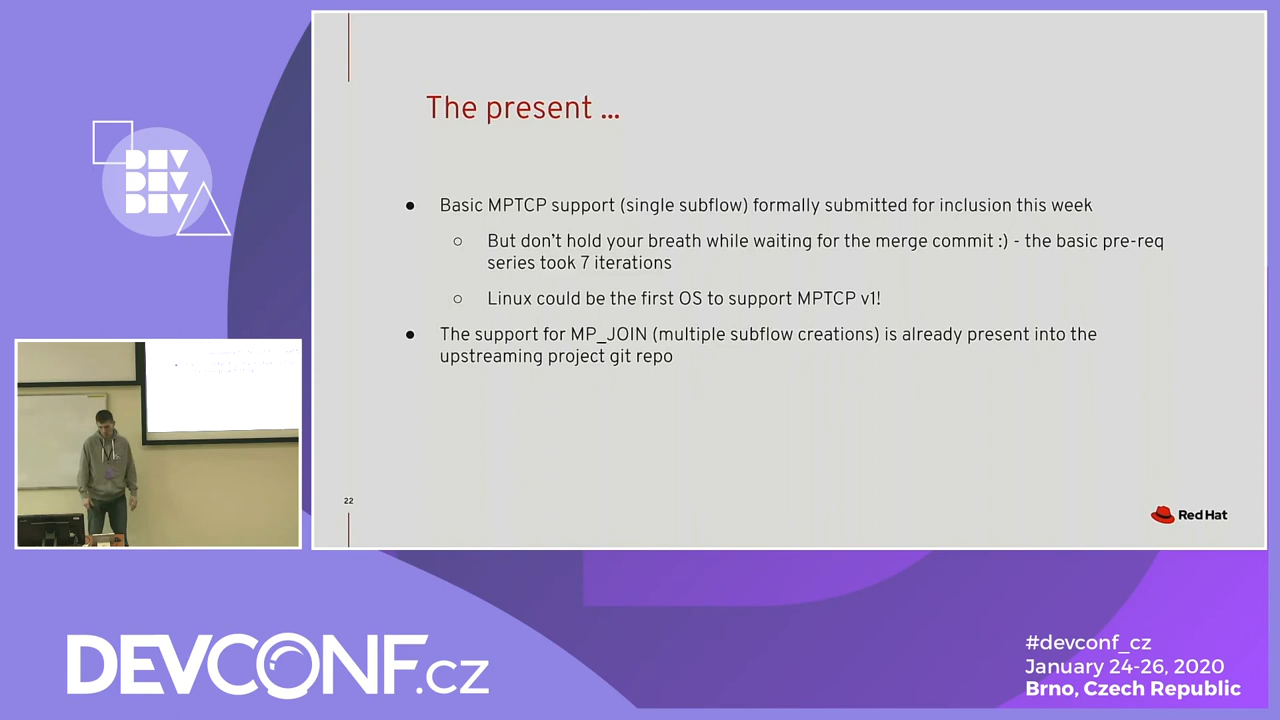 DEV
DEV
DEV
The present ...
● Basic MPTCP support (single subflow) formally submitted for inclusion this week
○ But don't hold your breath while waiting for the merge commit :) - the basic pre-req
series took 7 iterations
○ Linux could be the first OS to support MPTCP v1!
● The support for MP_JOIN (multiple subflow creations) is already present into the
upstreaming project git repo
22
Red Hat
DEVCONF.cz
#devconf_cz
January 24-26, 2020
Brno, Czech Republic